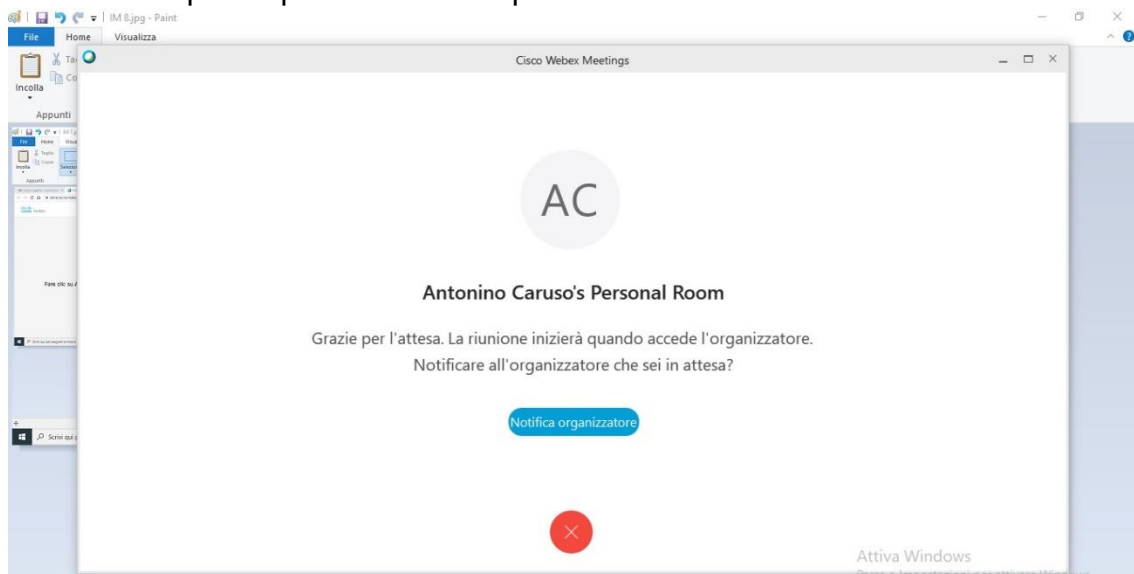 IM 8.jpg - Paint
File Home Visualizza
Cisco Webex Meetings
Incolla
Appunti
AC
Antonino Caruso's Personal Room
Grazie per l'attesa. La riunione inizierà quando accede l'organizzatore.
Notificare all'organizzatore che sei in attesa?
Notifica organizzatore
Attiva Windows